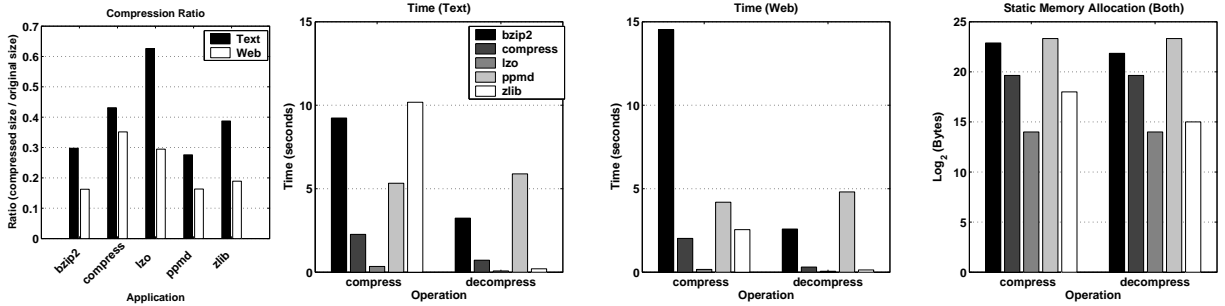 Compression Ratio
Ratio (compressed size / original size)
0.7
0.6
0.5
0.4
0.3
0.2
0.1
0
Text
Web
bzip2
compress
lzo
ppmd
zlib
Application
Time (Text)
Time (seconds)
15
10
5
0
bzip2
compress
lzo
ppmd
zlib
compress decompress
Operation
Time (Web)
Time (seconds)
15
10
5
0
compress decompress
Operation
Static Memory Allocation (Both)
Log2 (Bytes)
25
20
15
10
5
0
compress decompress
Operation